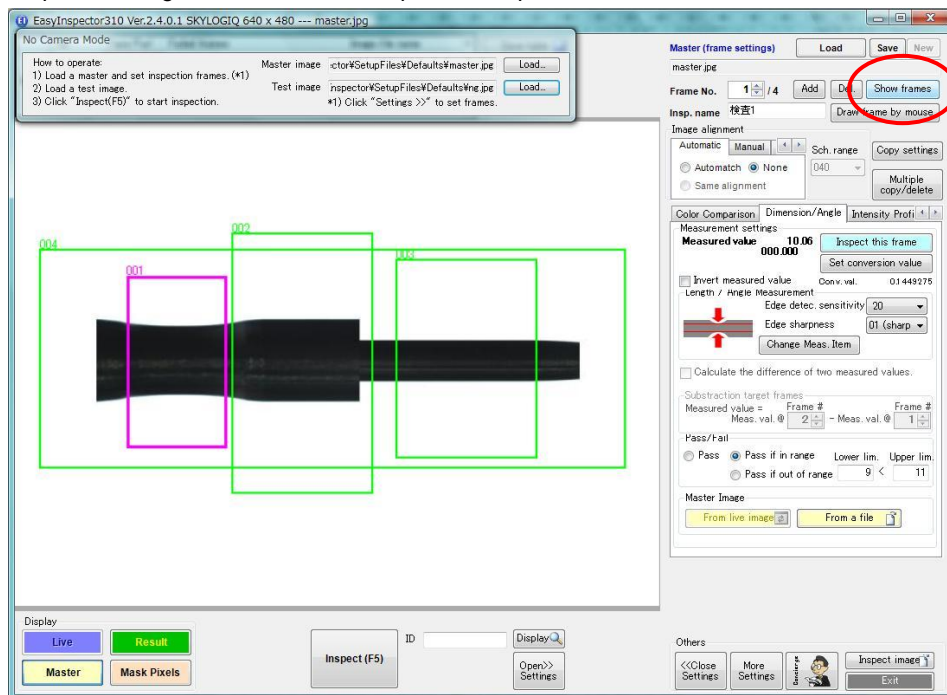 EasyInspector310 Ver.2.4.0.1 SKYLOGIQ 640 x 480 --- master.jpg
No Camera Mode
How to operate:
1) Load a master and set inspection frames. (*1)
2) Load a test image.
3) Click "Inspect(F5)" to start inspection.
Master image :ctor¥SetupFiles¥Defaults¥master.jpg Load...
Test image nspector¥SetupFiles¥Defaults¥ng.jpg Load...
*1) Click "Settings >>" to set frames.
Master (frame settings) Load Save New
master.jpg
Frame No. 1 / 4 Add Del. Show frames
Insp. name 検査1 Draw frame by mouse
Image alignment
Automatic Manual Sch. range Copy settings
Automatch None 040
Same alignment Multiple copy/delete
Color Comparison Dimension/Angle Intensity Profi
Measurement settings
Measured value 10.06 Inspect this frame
000.000
Set conversion value
Invert measured value Conv. val. 0.1449275
Length / Angle Measurement
Edge detec. sensitivity 20
Edge sharpness 01 (sharp
Change Meas. Item
Calculate the difference of two measured values.
Substraction target frames
Measured value = Frame # Frame #
Meas. val. @ 2 - Meas. val. @ 1
Pass/Fail
Pass Pass if in range Lower lim. Upper lim.
Pass if out of range 9 < 11
Master Image
From live image From a file
002
004
003
001
Display
Live Result
Master Mask Pixels
Inspect (F5)
ID Display
Open>>
Settings
Others
<<Close
Settings
More
Settings
Concierge
Inspect image
Exit